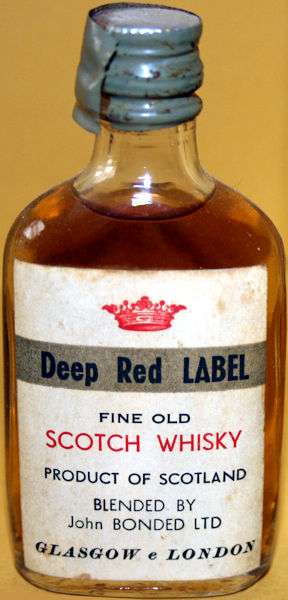 Deep Red LABEL
FINE OLD
SCOTCH WHISKY
PRODUCT OF SCOTLAND
BLENDED BY
John BONDED LTD
GLASGOW e LONDON